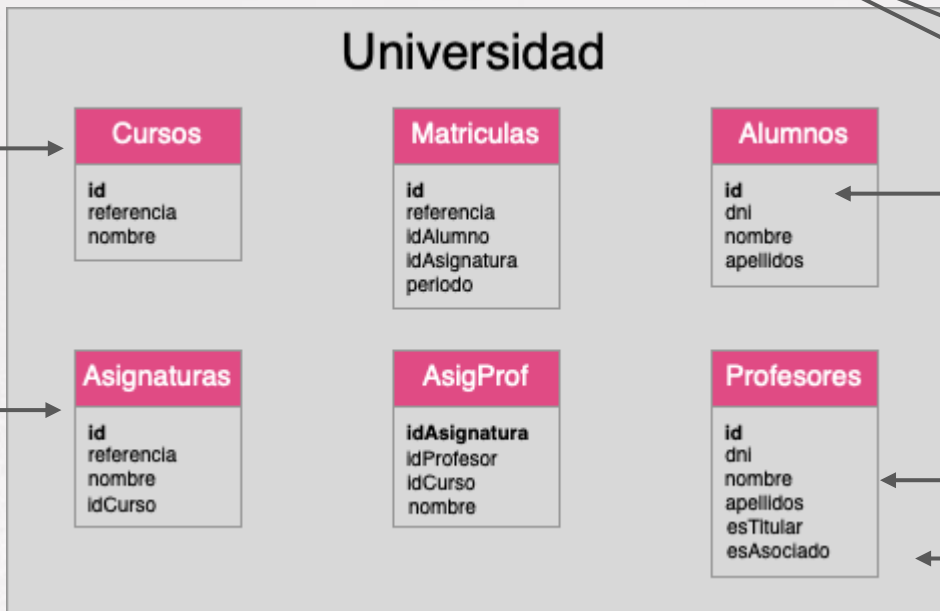 Universidad
Cursos
id
referencia
nombre
Matriculas
id
referencia
idAlumno
idAsignatura
periodo
Alumnos
id
dni
nombre
apellidos
Asignaturas
id
referencia
nombre
idCurso
AsigProf
idAsignatura
idProfesor
idCurso
nombre
Profesores
id
dni
nombre
apellidos
esTitular
esAsociado